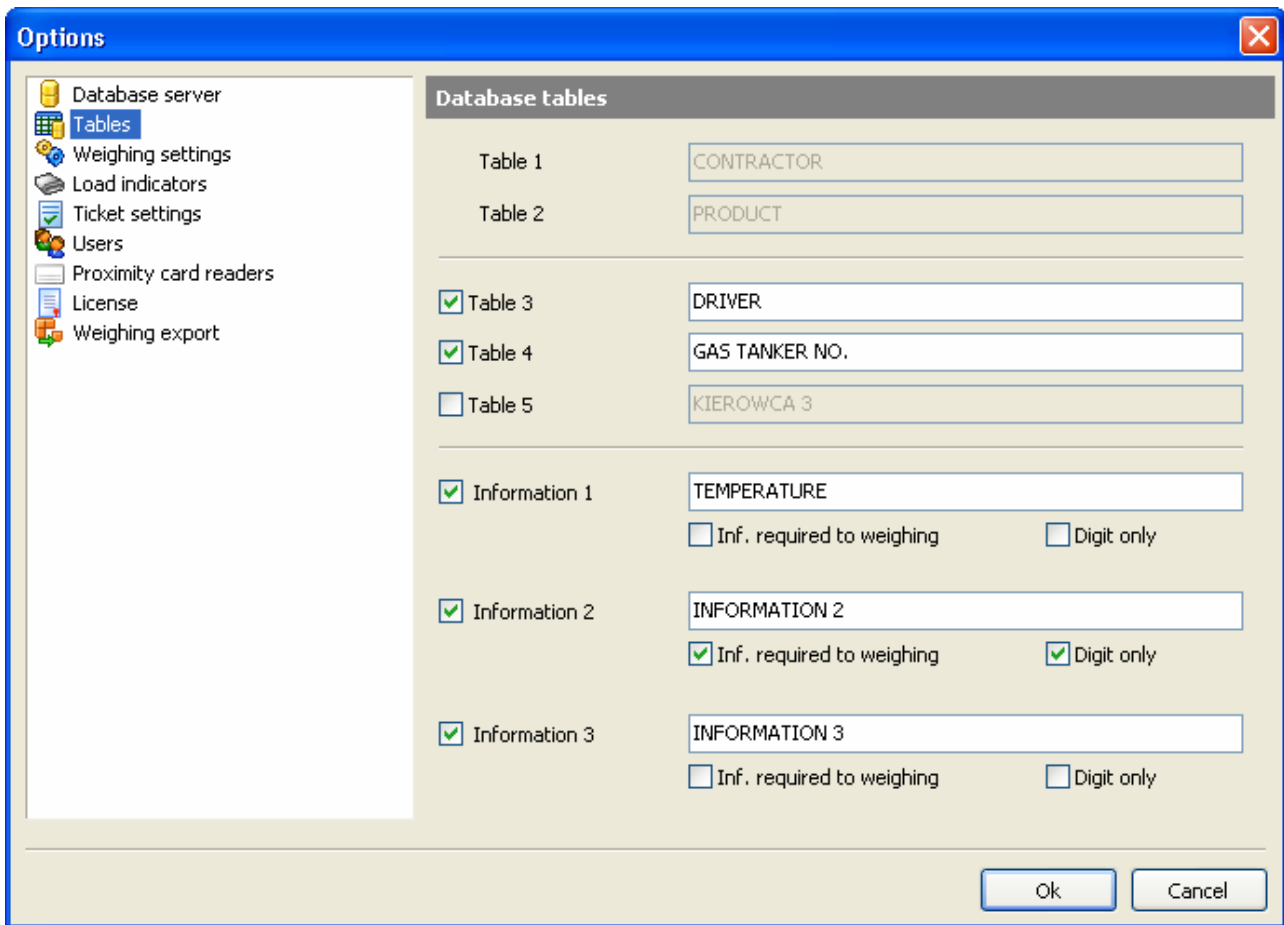 Options
Database server
Tables
Weighing settings
Load indicators
Ticket settings
Users
Proximity card readers
License
Weighing export
Database tables
Table 1 CONTRACTOR
Table 2 PRODUCT
Table 3 DRIVER
Table 4 GAS TANKER NO.
Table 5 KIEROWCA 3
Information 1 TEMPERATURE
Inf. required to weighing Digit only
Information 2 INFORMATION 2
Inf. required to weighing Digit only
Information 3 INFORMATION 3
Inf. required to weighing Digit only
Ok Cancel